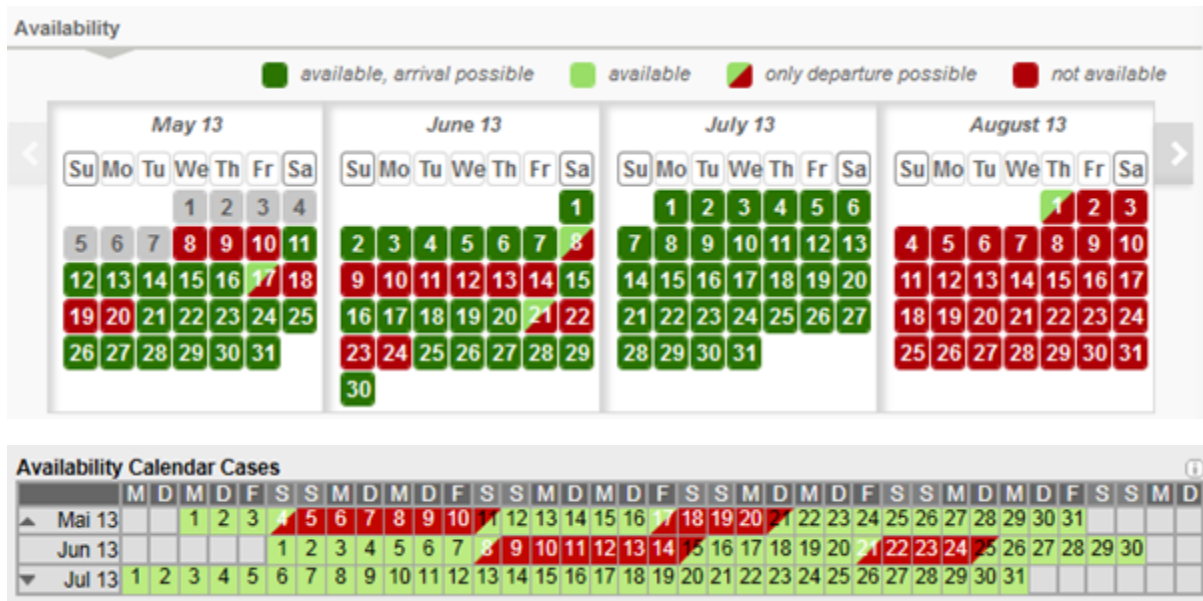 Availability
available, arrival possible available only departure possible not available
May 13 June 13 July 13 August 13
Su Mo Tu We Th Fr Sa Su Mo Tu We Th Fr Sa Su Mo Tu We Th Fr Sa Su Mo Tu We Th Fr Sa
1 2 3 4 1 1 2 3 4 5 6 1 2 3
5 6 7 8 9 10 11 2 3 4 5 6 7 8 7 8 9 10 11 12 13 4 5 6 7 8 9 10
12 13 14 15 16 17 18 9 10 11 12 13 14 15 14 15 16 17 18 19 20 11 12 13 14 15 16 17
19 20 21 22 23 24 25 16 17 18 19 20 21 22 21 22 23 24 25 26 27 18 19 20 21 22 23 24
26 27 28 29 30 31 23 24 25 26 27 28 29 28 29 30 31 25 26 27 28 29 30 31
30
Availability Calendar Cases
M D M D F S S M D M D F S S M D M D F S S M D M D F S S M D M D F S S M D
Mai 13 1 2 3 4 5 6 7 8 9 10 11 12 13 14 15 16 17 18 19 20 21 22 23 24 25 26 27 28 29 30 31
Jun 13 1 2 3 4 5 6 7 8 9 10 11 12 13 14 15 16 17 18 19 20 21 22 23 24 25 26 27 28 29 30
Jul 13 1 2 3 4 5 6 7 8 9 10 11 12 13 14 15 16 17 18 19 20 21 22 23 24 25 26 27 28 29 30 31